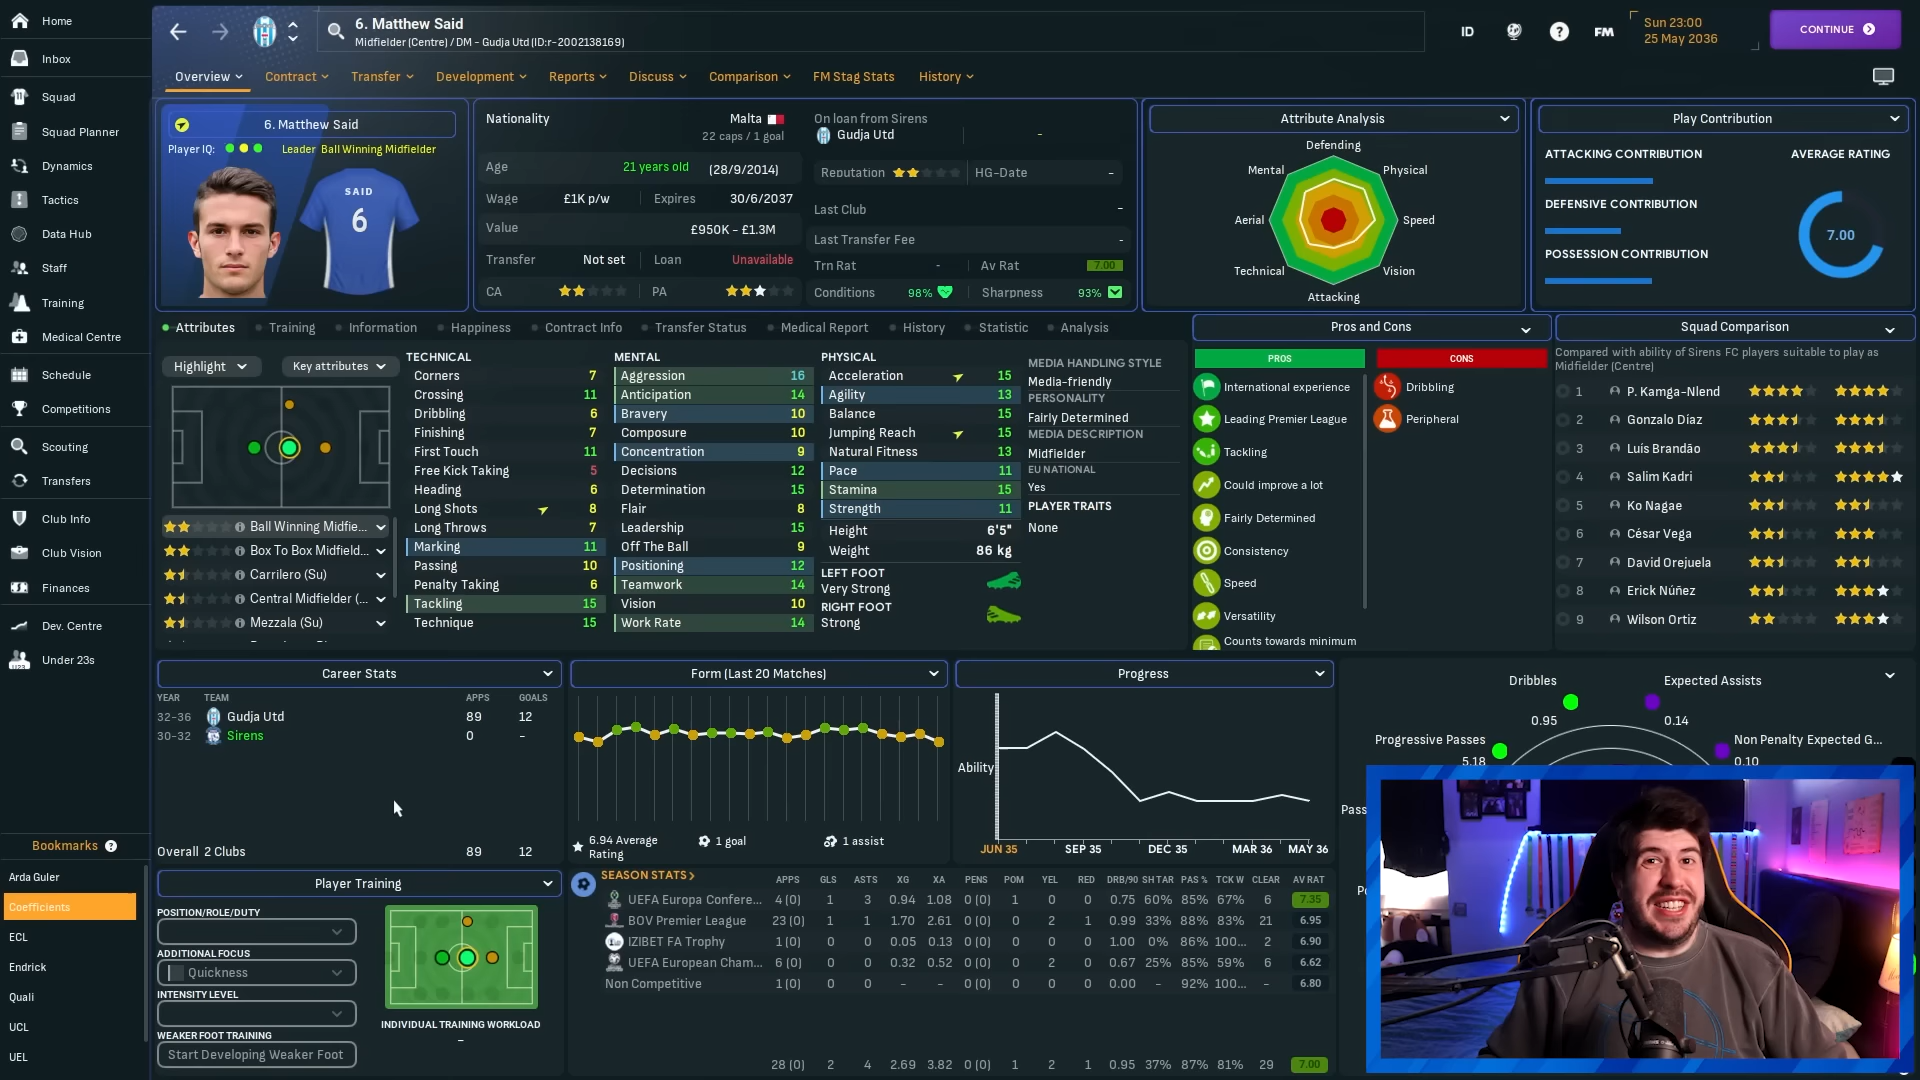 Home
Inbox
Squad
Squad Planner
Dynamics
Tactics
Data Hub
Staff
Training
Medical Centre
Schedule
Competitions
Scouting
Transfers
Club Info
Club Vision
Finances
Dev. Centre
Under 23s
Bookmarks ?
Arda Guler
Coefficients
ECL
Endrick
Quali
UCL
UEL
6. Matthew Said
Midfielder (Centre) / DM - Gudja Utd (ID:r-2002138169)
ID ? FM
Sun 23:00
25 May 2036
CONTINUE
Overview Contract Transfer Development Reports Discuss Comparison FM Stag Stats History
6. Matthew Said
Player IQ: Leader Ball Winning Midfielder
SAID
6
Nationality Malta
22 caps / 1 goal
Age 21 years old (28/9/2014)
Wage £1K p/w Expires 30/6/2037
Value £950K - £1.3M
Transfer Not set Loan Unavailable
CA PA
On loan from Sirens
Gudja Utd -
Reputation HG-Date -
Last Club -
Last Transfer Fee -
Trn Rat - Av Rat 7.00
Conditions 98% Sharpness 93%
Attribute Analysis
Defending
Mental Physical
Aerial Speed
Technical Vision
Attacking
Play Contribution
ATTACKING CONTRIBUTION AVERAGE RATING
DEFENSIVE CONTRIBUTION
7.00
POSSESSION CONTRIBUTION
Attributes Training Information Happiness Contract Info Transfer Status Medical Report History Statistic Analysis
Highlight Key attributes
Ball Winning Midfie...
Box To Box Midfield...
Carrilero (Su)
Central Midfielder (...
Mezzala (Su)
TECHNICAL
Corners 7
Crossing 11
Dribbling 6
Finishing 7
First Touch 11
Free Kick Taking 5
Heading 6
Long Shots 8
Long Throws 7
Marking 11
Passing 10
Penalty Taking 6
Tackling 15
Technique 15
MENTAL
Aggression 16
Anticipation 14
Bravery 10
Composure 10
Concentration 9
Decisions 12
Determination 15
Flair 8
Leadership 15
Off The Ball 9
Positioning 12
Teamwork 14
Vision 10
Work Rate 14
PHYSICAL
Acceleration 15
Agility 13
Balance 15
Jumping Reach 15
Natural Fitness 13
Pace 11
Stamina 15
Strength 11
Height 6'5"
Weight 86 kg
LEFT FOOT
Very Strong
RIGHT FOOT
Strong
MEDIA HANDLING STYLE
Media-friendly
PERSONALITY
Fairly Determined
MEDIA DESCRIPTION
Midfielder
EU NATIONAL
Yes
PLAYER TRAITS
None
Pros and Cons
PROS CONS
International experience
Leading Premier League
Tackling
Could improve a lot
Fairly Determined
Consistency
Speed
Versatility
Counts towards minimum
Dribbling
Peripheral
Squad Comparison
Compared with ability of Sirens FC players suitable to play as
Midfielder (Centre)
1 P. Kamga-Nlend
2 Gonzalo Díaz
3 Luís Brandão
4 Salim Kadri
5 Ko Nagae
6 César Vega
7 David Orejuela
8 Erick Núñez
9 Wilson Ortiz
Career Stats
YEAR TEAM APPS GOALS
32-36 Gudja Utd 89 12
30-32 Sirens 0 -
Overall 2 Clubs 89 12
Form (Last 20 Matches)
6.94 Average
Rating
1 goal
1 assist
Progress
Ability
JUN 35 SEP 35 DEC 35 MAR 36 MAY 36
Dribbles Expected Assists
0.95 0.14
Progressive Passes Non Penalty Expected G...
5.18 0.10
Player Training
POSITION/ROLE/DUTY
ADDITIONAL FOCUS
Quickness
INTENSITY LEVEL
WEAKER FOOT TRAINING
Start Developing Weaker Foot
INDIVIDUAL TRAINING WORKLOAD
-
SEASON STATS
APPS GLS ASTS XG XA PENS POM YEL RED DRB/90 SH TAR PAS % TCK W CLEAR AV RAT
UEFA Europa Confere... 4 (0) 1 3 0.94 1.08 0 (0) 1 0 0 0.75 60% 85% 67% 6 7.35
BOV Premier League 23 (0) 1 1 1.70 2.61 0 (0) 0 2 1 0.99 33% 88% 83% 21 6.95
IZIBET FA Trophy 1 (0) 0 0 0.05 0.13 0 (0) 0 0 0 1.00 0% 86% 100... 2 6.90
UEFA European Cham... 6 (0) 0 0 0.32 0.52 0 (0) 0 2 0 0.67 25% 85% 59% 6 6.62
Non Competitive 1 (0) 0 0 - - 0 (0) 0 0 0 0.00 - 92% 100... - 6.80
28 (0) 2 4 2.69 3.82 0 (0) 1 2 1 0.95 37% 87% 81% 29 7.00